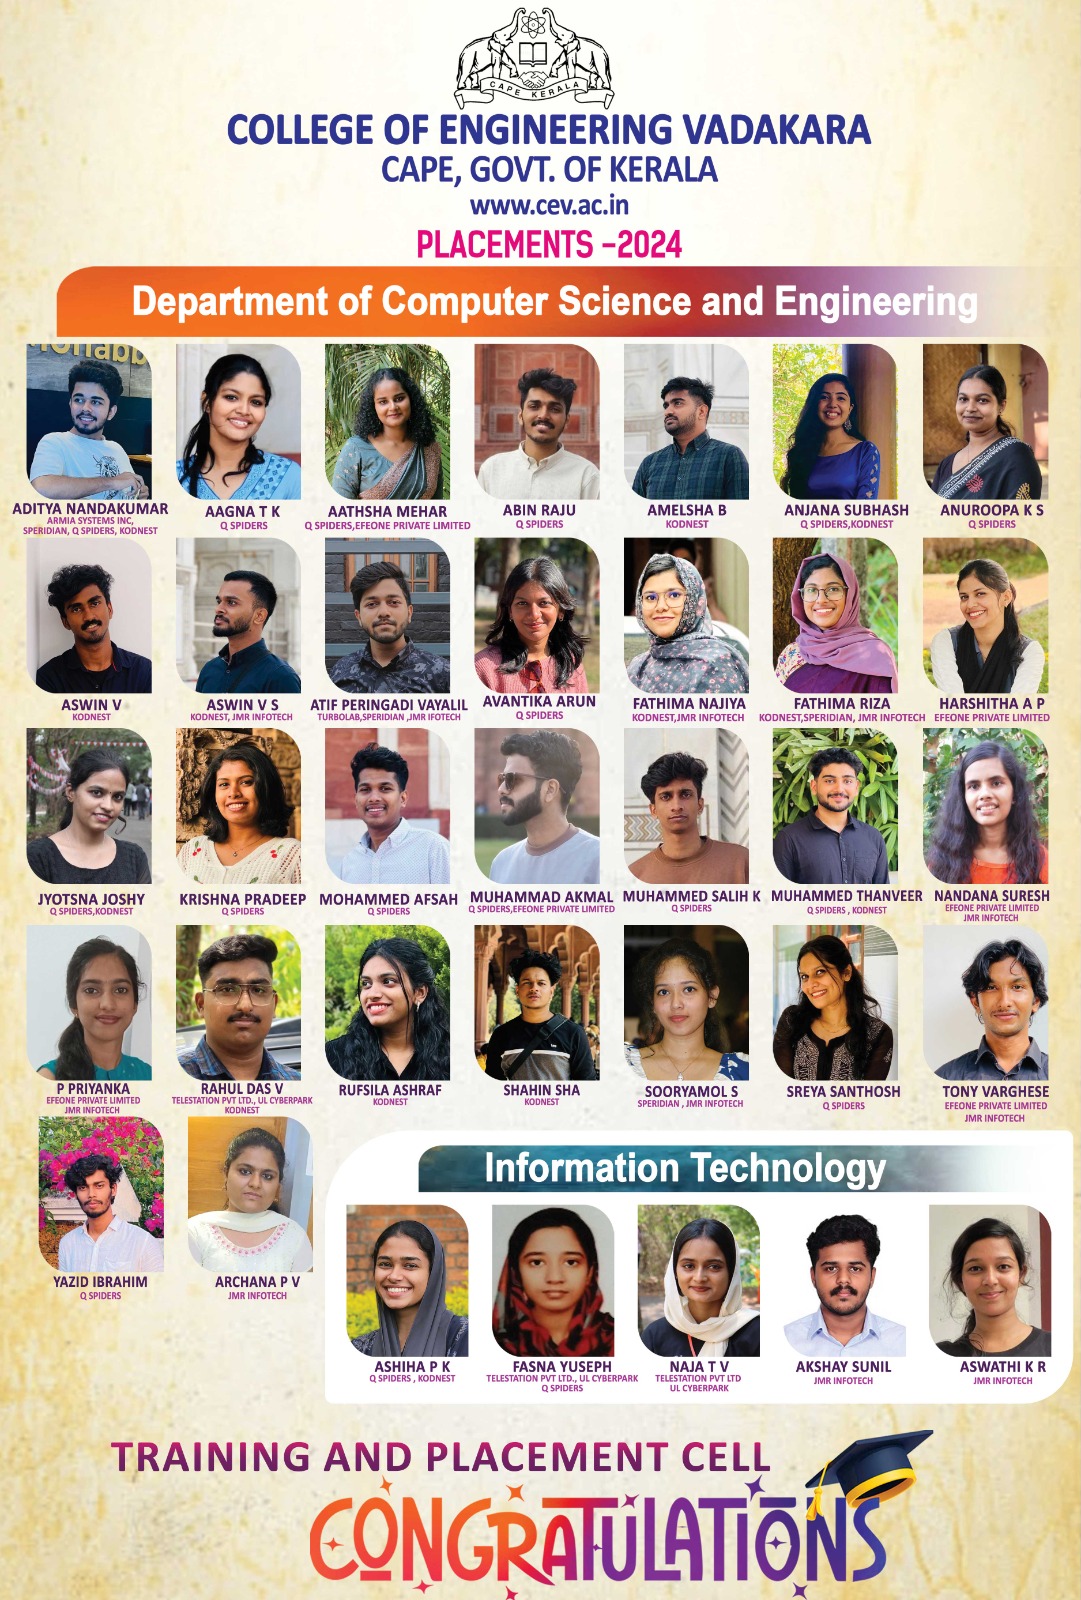 CAPE KERALA
COLLEGE OF ENGINEERING VADAKARA
CAPE, GOVT. OF KERALA
www.cev.ac.in
PLACEMENTS -2024
Department of Computer Science and Engineering
ADITYA NANDAKUMAR
ARMIA SYSTEMS INC,
SPERIDIAN, Q SPIDERS, KODNEST
AAGNA T K
Q SPIDERS
AATHSHA MEHAR
Q SPIDERS,EFEONE PRIVATE LIMITED
ABIN RAJU
Q SPIDERS
AMELSHA B
KODNEST
ANJANA SUBHASH
Q SPIDERS,KODNEST
ANUROOPA K S
Q SPIDERS
ASWIN V
KODNEST
ASWIN V S
KODNEST, JMR INFOTECH
ATIF PERINGADI VAYALIL
TURBOLAB,SPERIDIAN ,JMR IFOTECH
AVANTIKA ARUN
Q SPIDERS
FATHIMA NAJIYA
KODNEST,JMR INFOTECH
FATHIMA RIZA
KODNEST,SPERIDIAN, JMR INFOTECH
HARSHITHA A P
EFEONE PRIVATE LIMITED
JYOTSNA JOSHY
Q SPIDERS,KODNEST
KRISHNA PRADEEP
Q SPIDERS
MOHAMMED AFSAH
Q SPIDERS
MUHAMMAD AKMAL
Q SPIDERS,EFEONE PRIVATE LIMITED
MUHAMMED SALIH K
Q SPIDERS
MUHAMMED THANVEER
Q SPIDERS , KODNEST
NANDANA SURESH
EFEONE PRIVATE LIMITED
JMR INFOTECH
P PRIYANKA
EFEONE PRIVATE LIMITED
JMR INFOTECH
RAHUL DAS V
TELESTATION PVT LTD., UL CYBERPARK
KODNEST
RUFSILA ASHRAF
KODNEST
SHAHIN SHA
KODNEST
SOORYAMOL S
SPERIDIAN , JMR INFOTECH
SREYA SANTHOSH
Q SPIDERS
TONY VARGHESE
EFEONE PRIVATE LIMITED
JMR INFOTECH
YAZID IBRAHIM
Q SPIDERS
ARCHANA P V
JMR INFOTECH
Information Technology
ASHIHA P K
Q SPIDERS , KODNEST
FASNA YUSEPH
TELESTATION PVT LTD., UL CYBERPARK
Q SPIDERS
NAJA T V
TELESTATION PVT LTD
UL CYBERPARK
AKSHAY SUNIL
JMR INFOTECH
ASWATHI K R
JMR INFOTECH
TRAINING AND PLACEMENT CELL
CONGRATULATIONS